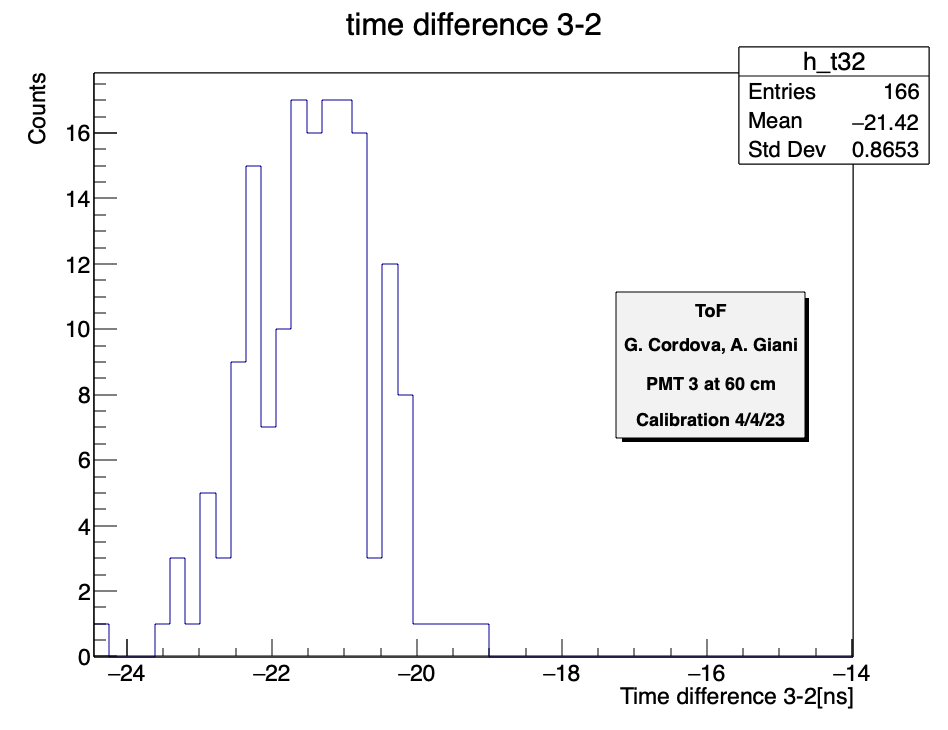 time difference 3-2
h_t32
Entries 166
Mean −21.42
Std Dev 0.8653
Counts
16
14
12
10
8
6
4
2
0
ToF
G. Cordova, A. Giani
PMT 3 at 60 cm
Calibration 4/4/23
−24 −22 −20 −18 −16 −14
Time difference 3-2[ns]